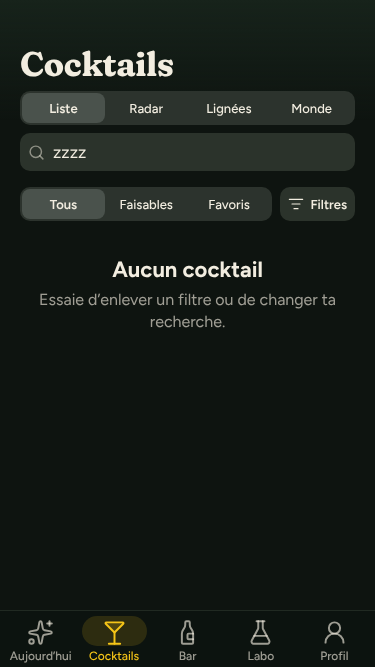 Cocktails
Liste Radar Lignées Monde
zzzz
Tous Faisables Favoris Filtres
Aucun cocktail
Essaie d'enlever un filtre ou de changer ta
recherche.
Aujourd'hui Cocktails Bar Labo Profil